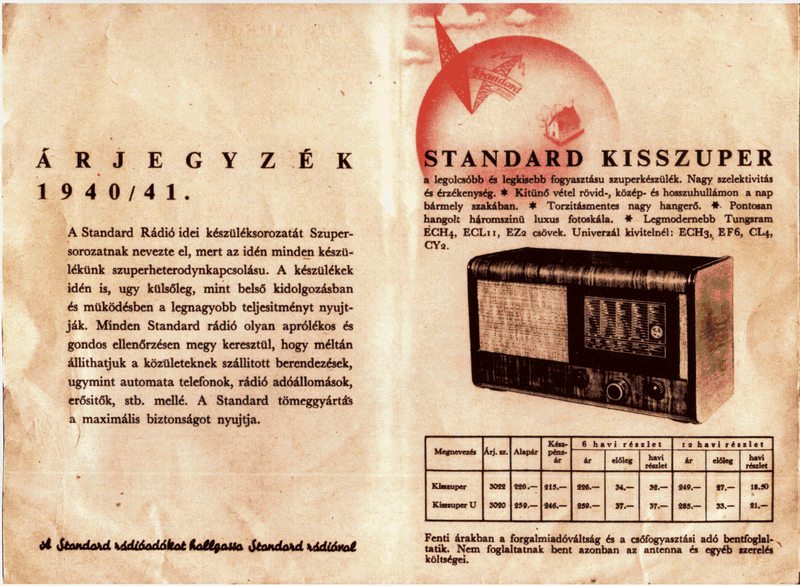 ÁRJEGYZÉK
1940/41.
A Standard Rádió idei készüléksorozatát Szuper-
sorozatnak nevezte el, mert az idén minden készü-
lékünk szuperheterodynkapcsolásu. A készülékek
idén is, ugy külsőleg, mint belső kidolgozásban
és müködésben a legnagyobb teljesitményt nyujt-
ják. Minden Standard rádió olyan aprólékos és
gondos ellenőrzésen megy keresztül, hogy méltán
állithatjuk a közületeknek szállitott berendezések,
ugymint automata telefonok, rádió adóállomások,
erősitők, stb. mellé. A Standard tömeggyártás
a maximális biztonságot nyujtja.
A Standard rádióadókat hallgassa Standard rádióval
Standard
STANDARD KISSZUPER
a legolcsóbb és legkisebb fogyasztásu szuperkészülék. Nagy szelektivitás
és érzékenység. * Kitünő vétel rövid-, közép- és hosszuhullámon a nap
bármely szakában. * Torzitásmentes nagy hangerő. * Pontosan
hangolt háromszinü luxus fotoskála. * Legmodernebb Tungsram
ECH4, ECL11, EZ2 csövek. Univerzál kivitelnél: ECH3, EF6, CL4,
CY2.
Megnevezés Árj. sz. Alapár Kész-pénz-ár 6 havi részlet 12 havi részlet
ár előleg havi részlet ár előleg havi részlet
Kisszuper 3022 226.— 215.— 226.— 34.— 32.— 249.— 27.— 18.50
Kisszuper U 3020 259.— 246.— 259.— 37.— 37.— 285.— 33.— 21.—
Fenti árakban a forgalmiadóváltság és a csőfogyasztási adó bentfoglal-
tatik. Nem foglaltatnak bent azonban az antenna és egyéb szerelés
költségei.